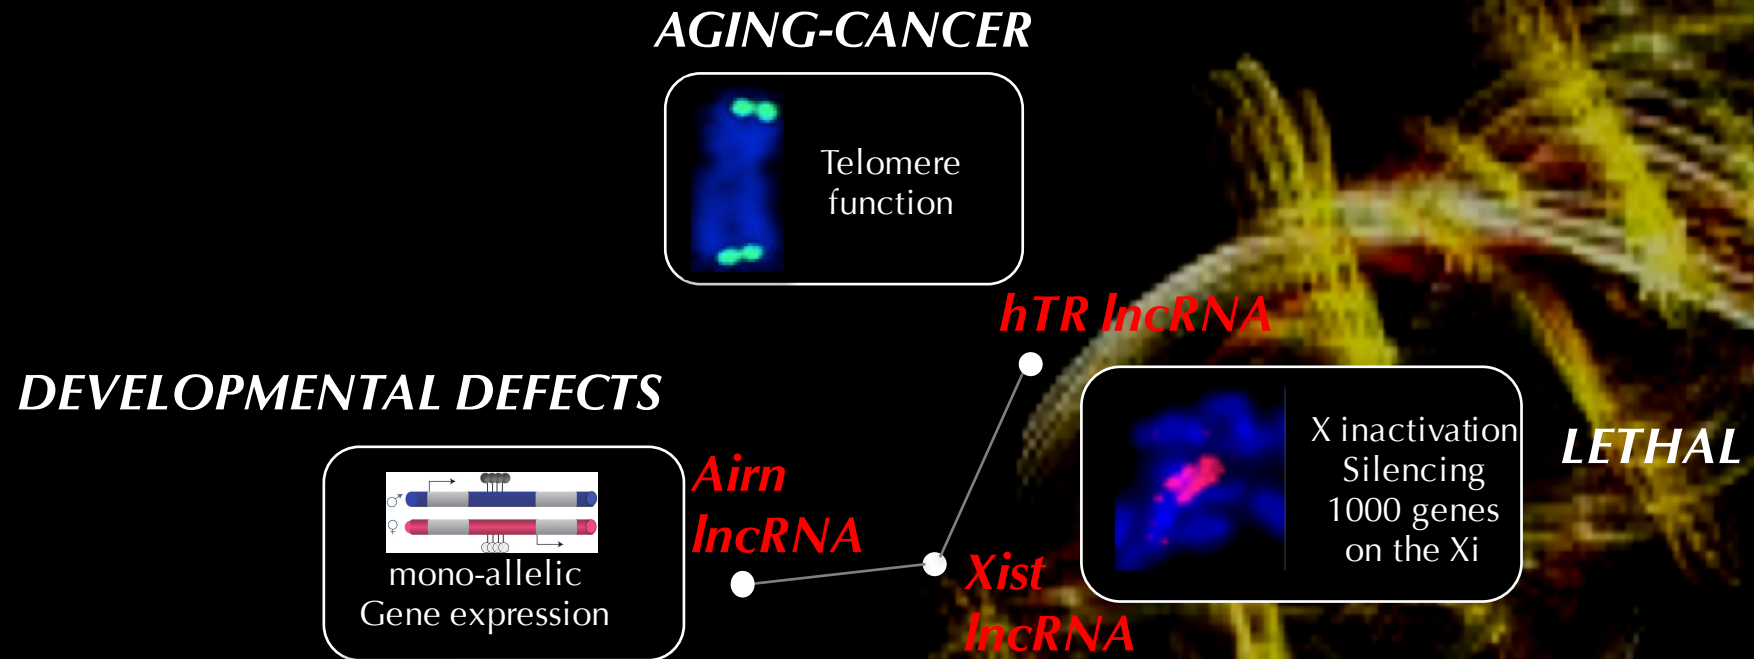 AGING-CANCER
Telomere
function
hTR lncRNA
DEVELOPMENTAL DEFECTS
♂
♀
mono-allelic
Gene expression
Airn
lncRNA
Xist
lncRNA
X inactivation
Silencing
1000 genes
on the Xi
LETHAL